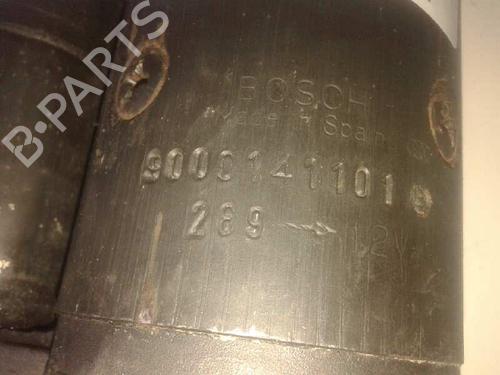 B-PARTS
BOSCH
Made in Spain
9000141101
289 → 12V